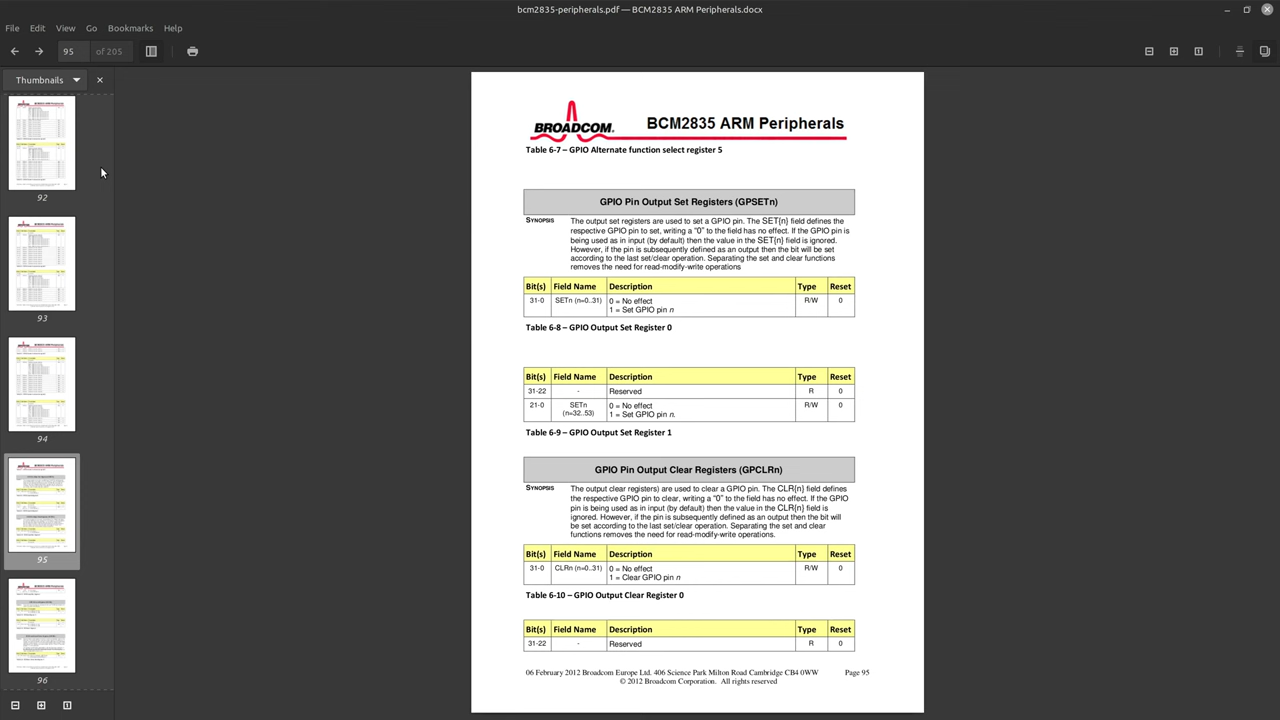 bcm2835-peripherals.pdf — BCM2835 ARM Peripherals.docx
File Edit View Go Bookmarks Help
95 of 205
Thumbnails
92
93
94
95
96
BROADCOM. BCM2835 ARM Peripherals
Table 6-7 – GPIO Alternate function select register 5
GPIO Pin Output Set Registers (GPSETn)
SYNOPSIS The output set registers are used to set a GPIO pin. The SET{n} field defines the
respective GPIO pin to set, writing a “0” to the field has no effect. If the GPIO pin is
being used as in input (by default) then the value in the SET{n} field is ignored.
However, if the pin is subsequently defined as an output then the bit will be set
according to the last set/clear operation. Separating the set and clear functions
removes the need for read-modify-write operations
Bit(s) Field Name Description Type Reset
31-0 SETn (n=0..31) 0 = No effect R/W 0
1 = Set GPIO pin n
Table 6-8 – GPIO Output Set Register 0
Bit(s) Field Name Description Type Reset
31-22 - Reserved R 0
21-0 SETn 0 = No effect R/W 0
(n=32..53) 1 = Set GPIO pin n.
Table 6-9 – GPIO Output Set Register 1
GPIO Pin Output Clear Registers (GPCLRn)
SYNOPSIS The output clear registers) are used to clear a GPIO pin. The CLR{n} field defines
the respective GPIO pin to clear, writing a “0” to the field has no effect. If the GPIO
pin is being used as in input (by default) then the value in the CLR{n} field is
ignored. However, if the pin is subsequently defined as an output then the bit will
be set according to the last set/clear operation. Separating the set and clear
functions removes the need for read-modify-write operations.
Bit(s) Field Name Description Type Reset
31-0 CLRn (n=0..31) 0 = No effect R/W 0
1 = Clear GPIO pin n
Table 6-10 – GPIO Output Clear Register 0
Bit(s) Field Name Description Type Reset
31-22 - Reserved R 0
06 February 2012 Broadcom Europe Ltd. 406 Science Park Milton Road Cambridge CB4 0WW Page 95
© 2012 Broadcom Corporation. All rights reserved